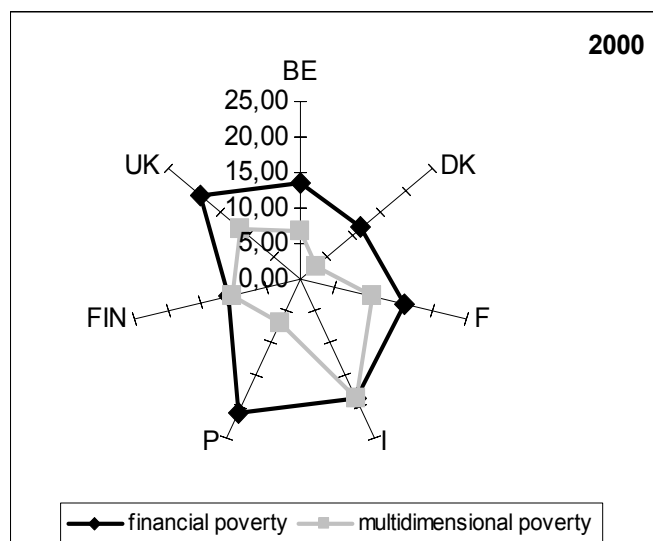 2000
BE
25,00
20,00
15,00
10,00
5,00
0,00
UK
DK
FIN
F
P
I
financial poverty
multidimensional poverty